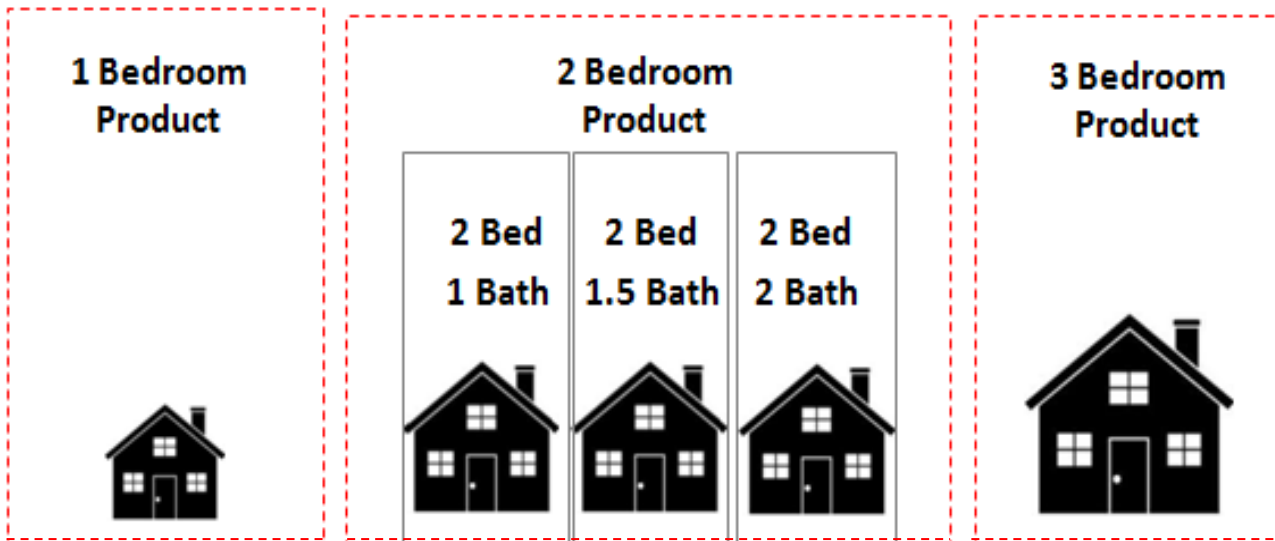 1 Bedroom
Product
2 Bedroom
Product
2 Bed
1 Bath
2 Bed
1.5 Bath
2 Bed
2 Bath
3 Bedroom
Product